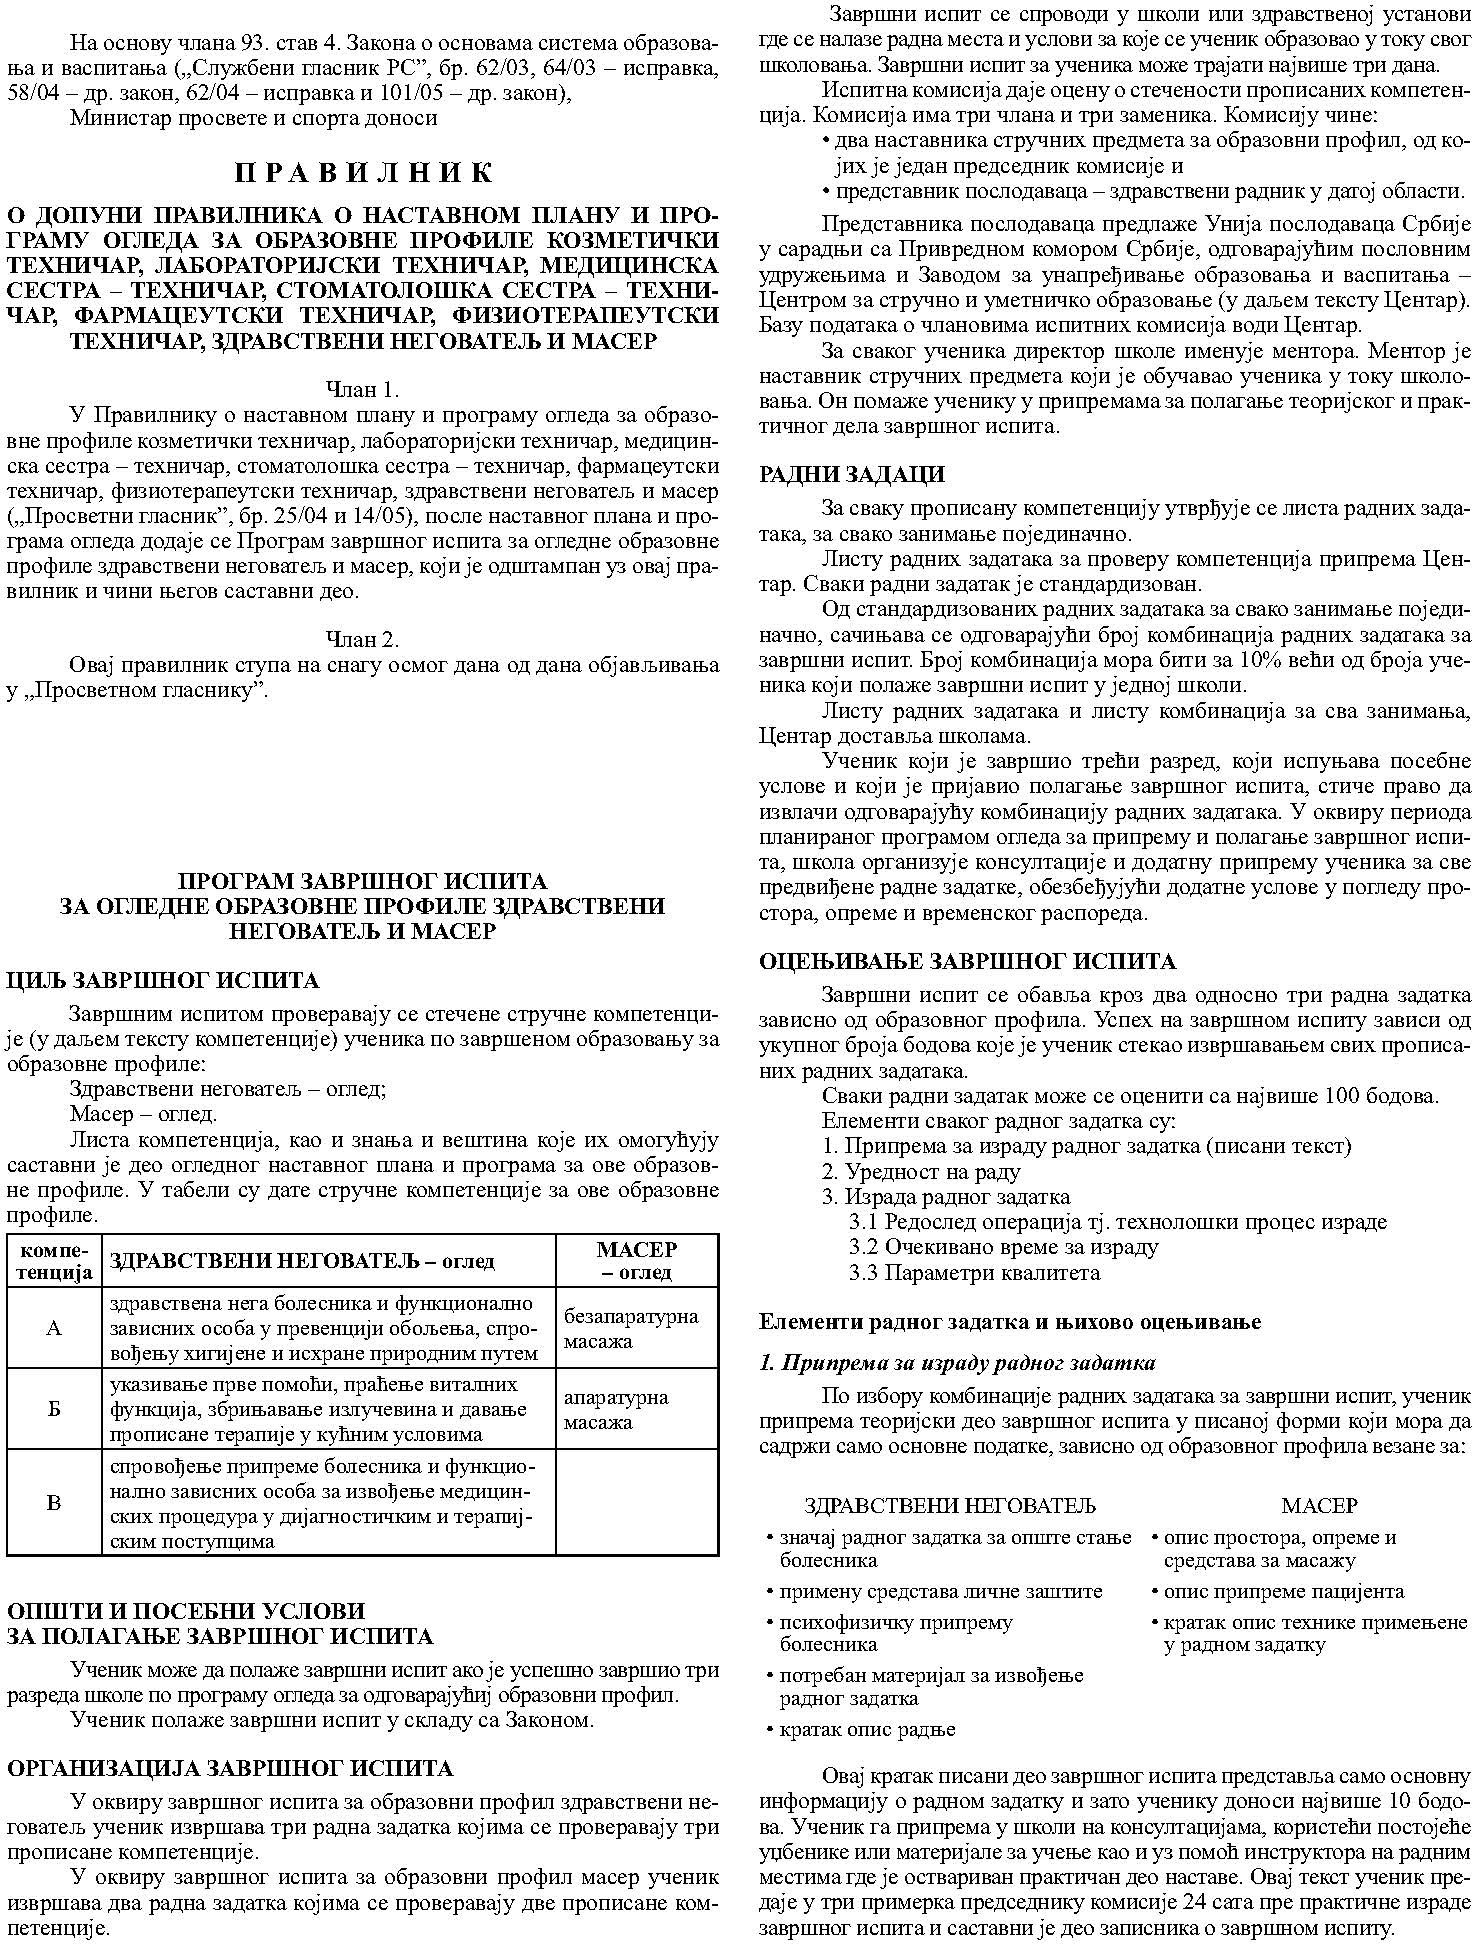 На основу члана 93. став 4. Закона о основама система образова-
ња и васпитања („Службени гласник РС”, бр. 62/03, 64/03 – исправка,
58/04 – др. закон, 62/04 – исправка и 101/05 – др. закон),
Министар просвете и спорта доноси
П Р А В И Л Н И К
О ДОПУНИ ПРАВИЛНИКА О НАСТАВНОМ ПЛАНУ И ПРО-
ГРАМУ ОГЛЕДА ЗА ОБРАЗОВНЕ ПРОФИЛЕ КОЗМЕТИЧКИ
ТЕХНИЧАР, ЛАБОРАТОРИЈСКИ ТЕХНИЧАР, МЕДИЦИНСКА
СЕСТРА – ТЕХНИЧАР, СТОМАТОЛОШКА СЕСТРА – ТЕХНИ-
ЧАР, ФАРМАЦЕУТСКИ ТЕХНИЧАР, ФИЗИОТЕРАПЕУТСКИ
ТЕХНИЧАР, ЗДРАВСТВЕНИ НЕГОВАТЕЉ И МАСЕР
Члан 1.
У Правилнику о наставном плану и програму огледа за образо-
вне профиле козметички техничар, лабораторијски техничар, медицин-
ска сестра – техничар, стоматолошка сестра – техничар, фармацеутски
техничар, физиотерапеутски техничар, здравствени неговатељ и масер
(„Просветни гласник”, бр. 25/04 и 14/05), после наставног плана и про-
грама огледа додаје се Програм завршног испита за огледне образовне
профиле здравствени неговатељ и масер, који је одштампан уз овај пра-
вилник и чини његов саставни део.
Члан 2.
Овај правилник ступа на снагу осмог дана од дана објављивања
у „Просветном гласнику”.
ПРОГРАМ ЗАВРШНОГ ИСПИТА
ЗА ОГЛЕДНЕ ОБРАЗОВНЕ ПРОФИЛЕ ЗДРАВСТВЕНИ
НЕГОВАТЕЉ И МАСЕР
ЦИЉ ЗАВРШНОГ ИСПИТА
Завршним испитом проверавају се стечене стручне компетенци-
је (у даљем тексту компетенције) ученика по завршеном образовању за
образовне профиле:
Здравствени неговатељ – оглед;
Масер – оглед.
Листа компетенција, као и знања и вештина које их омогућују
саставни је део огледног наставног плана и програма за ове образов-
не профиле. У табели су дате стручне компетенције за ове образовне
профиле.
компе-
тенција
ЗДРАВСТВЕНИ НЕГОВАТЕЉ – оглед
МАСЕР
– оглед
А
здравствена нега болесника и функционално
зависних особа у превенцији обољења, спро-
вођењу хигијене и исхране природним путем
безапаратурна
масажа
Б
указивање прве помоћи, праћење виталних
функција, збрињавање излучевина и давање
прописане терапије у кућним условима
апаратурна
масажа
В
спровођење припреме болесника и функцио-
нално зависних особа за извођење медицин-
ских процедура у дијагностичким и терапиј-
ским поступцима
ОПШТИ И ПОСЕБНИ УСЛОВИ
ЗА ПОЛАГАЊЕ ЗАВРШНОГ ИСПИТА
Ученик може да полаже завршни испит ако је успешно завршио три
разреда школе по програму огледа за одговарајућиј образовни профил.
Ученик полаже завршни испит у складу са Законом.
ОРГАНИЗАЦИЈА ЗАВРШНОГ ИСПИТА
У оквиру завршног испита за образовни профил здравствени не-
говатељ ученик извршава три радна задатка којима се проверавају три
прописане компетенције.
У оквиру завршног испита за образовни профил масер ученик
извршава два радна задатка којима се проверавају две прописане ком-
петенције.
Завршни испит се спроводи у школи или здравственој установи
где се налазе радна места и услови за које се ученик образовао у току свог
школовања. Завршни испит за ученика може трајати највише три дана.
Испитна комисија даје оцену о стечености прописаних компетен-
ција. Комисија има три члана и три заменика. Комисију чине:
• два наставника стручних предмета за образовни профил, од ко-
јих је један председник комисије и
• представник послодаваца – здравствени радник у датој области.
Представника послодаваца предлаже Унија послодаваца Србије
у сарадњи са Привредном комором Србије, одговарајућим пословним
удружењима и Заводом за унапређивање образовања и васпитања –
Центром за стручно и уметничко образовање (у даљем тексту Центар).
Базу података о члановима испитних комисија води Центар.
За сваког ученика директор школе именује ментора. Ментор је
наставник стручних предмета који је обучавао ученика у току школо-
вања. Он помаже ученику у припремама за полагање теоријског и прак-
тичног дела завршног испита.
РАДНИ ЗАДАЦИ
За сваку прописану компетенцију утврђује се листа радних зада-
така, за свако занимање појединачно.
Листу радних задатака за проверу компетенција припрема Цен-
тар. Сваки радни задатак је стандардизован.
Од стандардизованих радних задатака за свако занимање поједи-
начно, сачињава се одговарајући број комбинација радних задатака за
завршни испит. Број комбинација мора бити за 10% већи од броја уче-
ника који полаже завршни испит у једној школи.
Листу радних задатака и листу комбинација за сва занимања,
Центар доставља школама.
Ученик који је завршио трећи разред, који испуњава посебне
услове и који је пријавио полагање завршног испита, стиче право да
извлачи одговарајућу комбинацију радних задатака. У оквиру периода
планираног програмом огледа за припрему и полагање завршног испи-
та, школа организује консултације и додатну припрему ученика за све
предвиђене радне задатке, обезбеђујући додатне услове у погледу про-
стора, опреме и временског распореда.
ОЦЕЊИВАЊЕ ЗАВРШНОГ ИСПИТА
Завршни испит се обавља кроз два односно три радна задатка
зависно од образовног профила. Успех на завршном испиту зависи од
укупног броја бодова које је ученик стекао извршавањем свих прописа-
них радних задатака.
Сваки радни задатак може се оценити са највише 100 бодова.
Елементи сваког радног задатка су:
1. Припрема за израду радног задатка (писани текст)
2. Уредност на раду
3. Израда радног задатка
3.1 Редослед операција тј. технолошки процес израде
3.2 Очекивано време за израду
3.3 Параметри квалитета
Елементи радног задатка и њихово оцењивање
1. Припрема за израду радног задатка
По избору комбинације радних задатака за завршни испит, ученик
припрема теоријски део завршног испита у писаној форми који мора да
садржи само основне податке, зависно од образовног профила везане за:
ЗДРАВСТВЕНИ НЕГОВАТЕЉ
• значај радног задатка за опште стање
болесника
• примену средстава личне заштите
• психофизичку припрему
болесника
• потребан материјал за извођење
радног задатка
• кратак опис радње
МАСЕР
• опис простора, опреме и
средстава за масажу
• опис припреме пацијента
• кратак опис технике примењене
у радном задатку
Овај кратак писани део завршног испита представља само основну
информацију о радном задатку и зато ученику доноси највише 10 бодо-
ва. Ученик га припрема у школи на консултацијама, користећи постојеће
уџбенике или материјале за учење као и уз помоћ инструктора на радним
местима где је остварио практичан део наставе. Овај текст ученик пре-
даје у три примерка председнику комисије 24 сата пре практичне израде
завршног испита и саставни је део записника о завршном испиту.